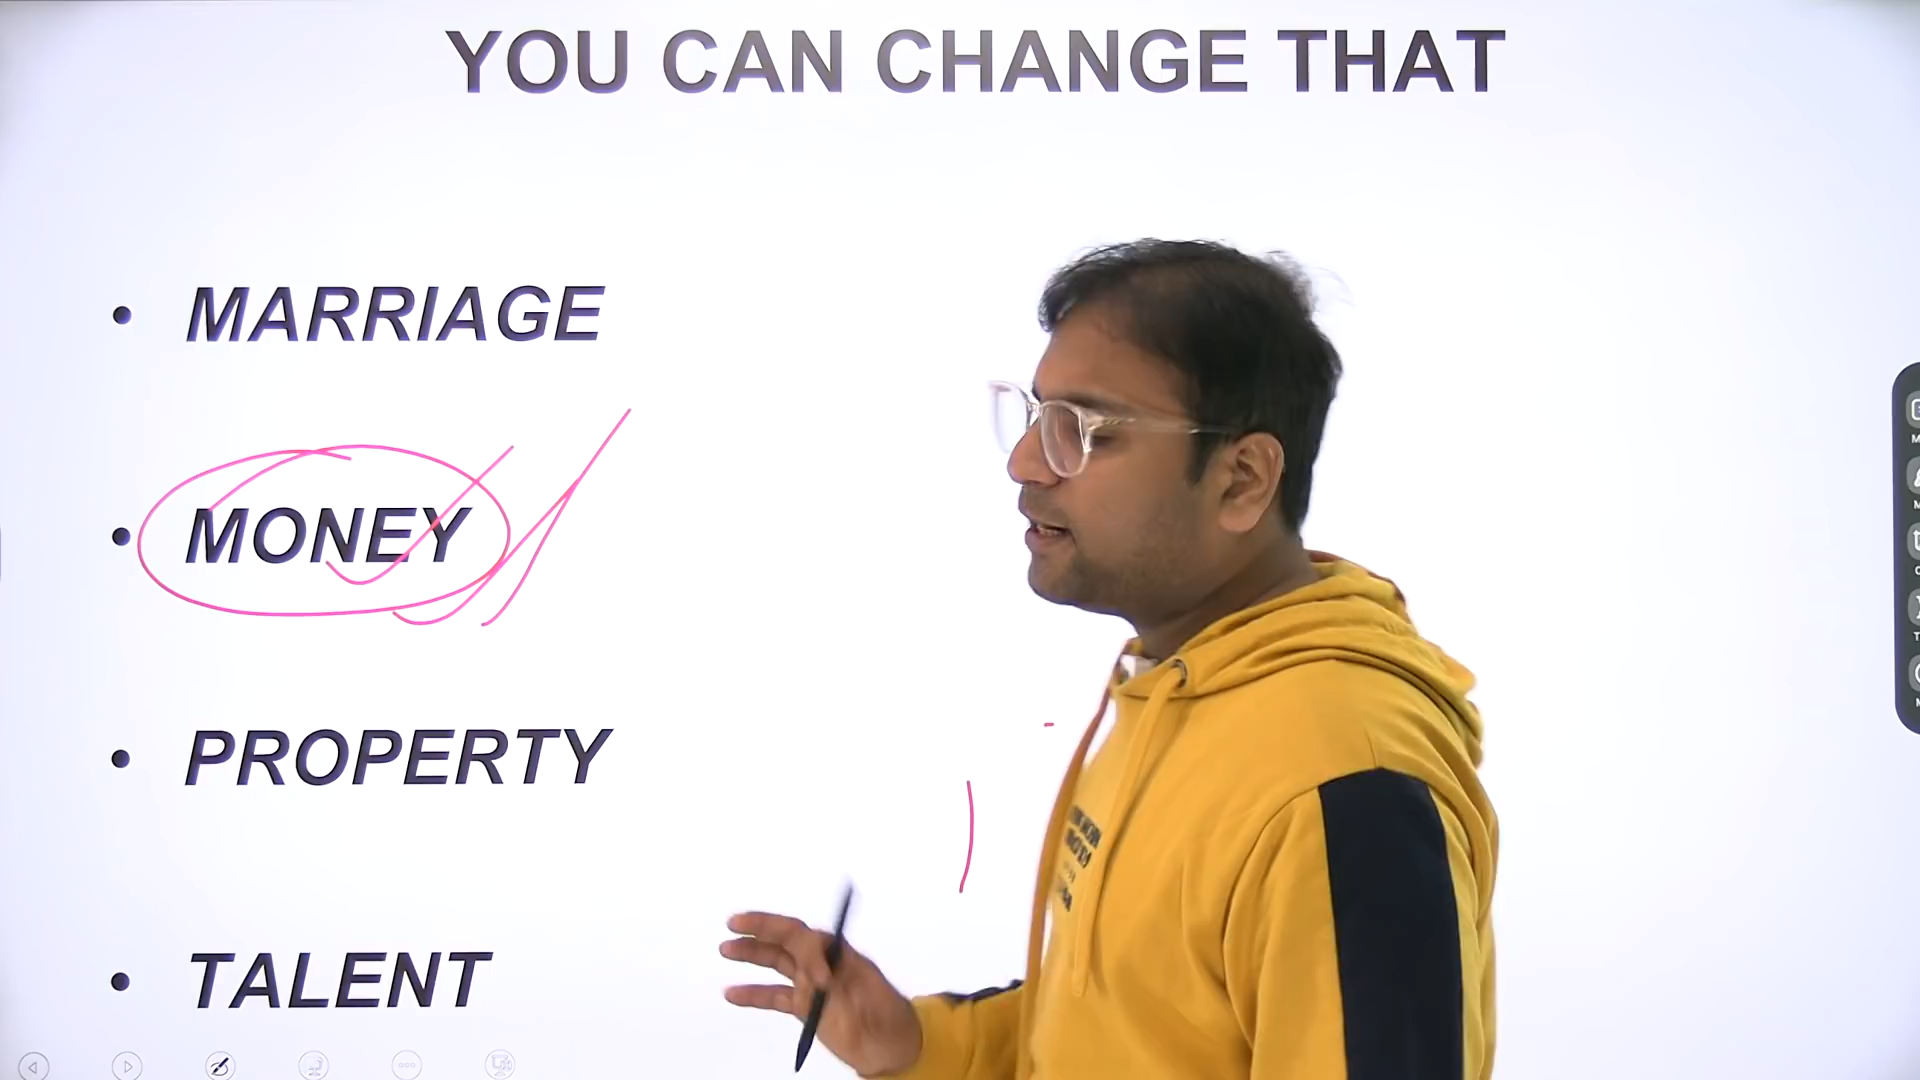 YOU CAN CHANGE THAT
• MARRIAGE
• MONEY
• PROPERTY
• TALENT